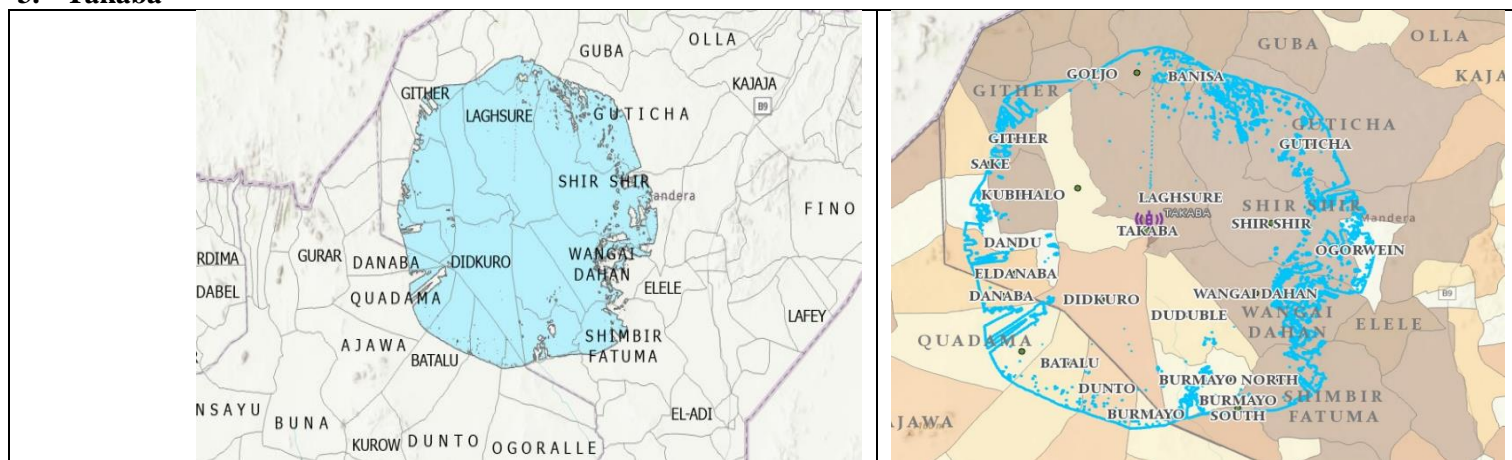 Takaba
OLLA
GUBA
KAJAJA
B9
GITHER
LAGHSURE
GUTICHA
SHIR SHIR
Mandera
FINO
WANGAI
DAHAN
GURAR
DANABA
DIDKURO
RDIMA
DABEL
QUADAMA
ELELE
LAFEY
SHIMBIR
FATUMA
AJAWA
BATALU
NSAYU
BUNA
EL-ADI
KUROW
DUNTO
OGORALLE
OLLA
GUBA
GOLJO
BANISA
KAJA
GITHER
GUTICHA
GITHER
GUTICHA
SAKE
KUBIHALO
LAGHSURE
SHIR SHIR
TAKABA
Mandera
TAKABA
SHIR SHIR
DANDU
OGORWEIN
ELDANABA
DANABA
DIDKURO
WANGAI DAHAN
B9
DUDUBLE
WANGAI
DAHAN
ELELE
QUADAMA
BATALU
DUNTO
BURMAYO NORTH
BURMAYO
BURMAYO
SOUTH
SHIMBIR
FATUMA
AJAWA